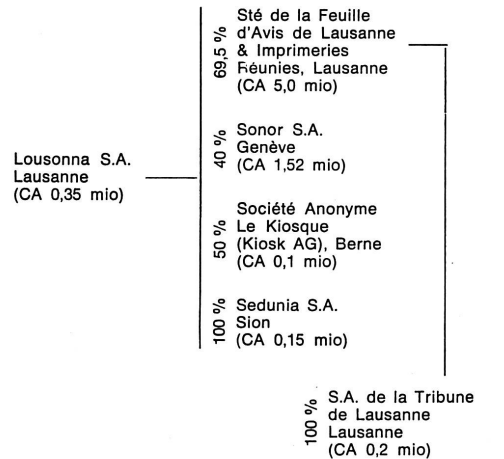 Lousonna S.A.
Lausanne
(CA 0,35 mio)
69,5 %
Sté de la Feuille
d'Avis de Lausanne
& Imprimeries
Réunies, Lausanne
(CA 5,0 mio)
40 %
Sonor S.A.
Genève
(CA 1,52 mio)
50 %
Société Anonyme
Le Kiosque
(Kiosk AG), Berne
(CA 0,1 mio)
100 %
Sedunia S.A.
Sion
(CA 0,15 mio)
100 %
S.A. de la Tribune
de Lausanne
Lausanne
(CA 0,2 mio)